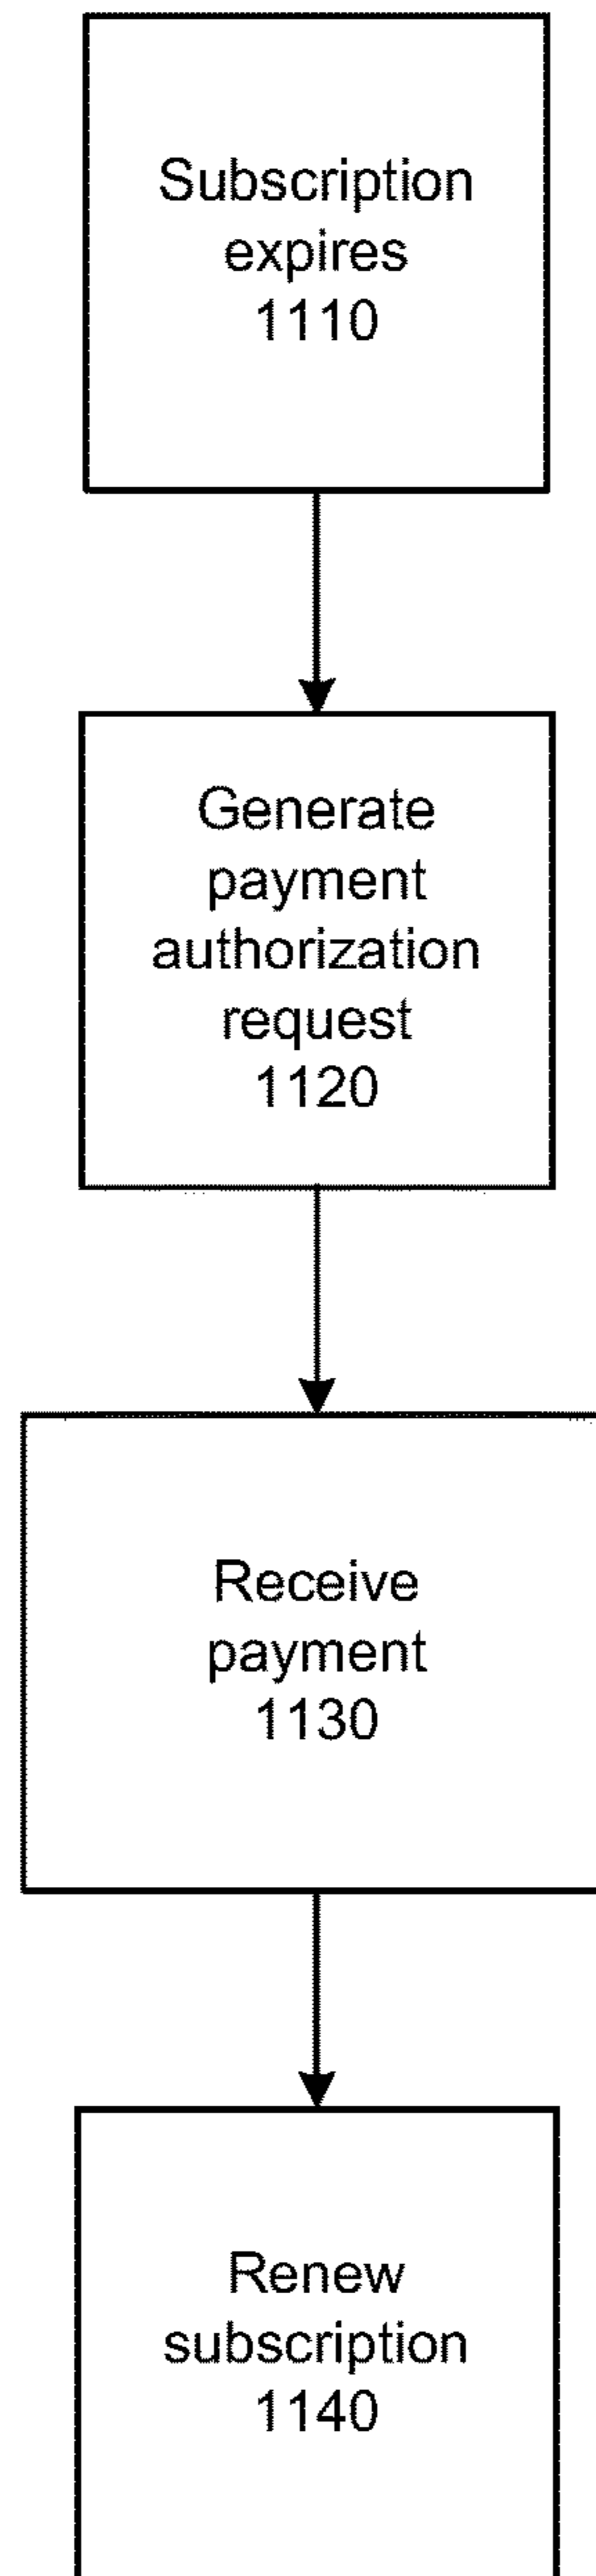 Subscription
expires
1110
Generate
payment
authorization
request
1120
Receive
payment
1130
Renew
subscription
1140